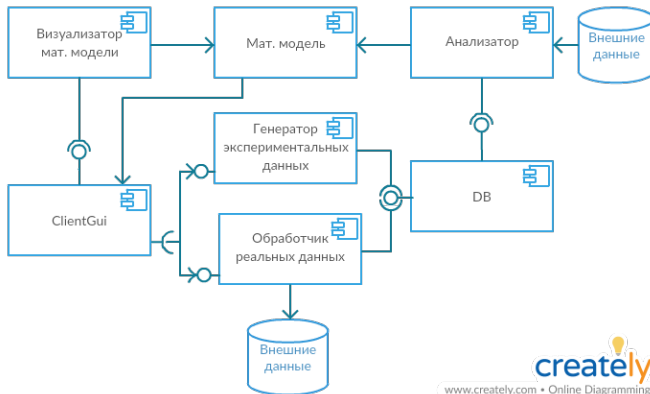 Визуализатор
мат. модели
Мат. модель
Анализатор
Внешние
данные
Генератор
экспериментальных
данных
ClientGui
DB
Обработчик
реальных данных
Внешние
данные
creately
www.creately.com • Online Diagramming